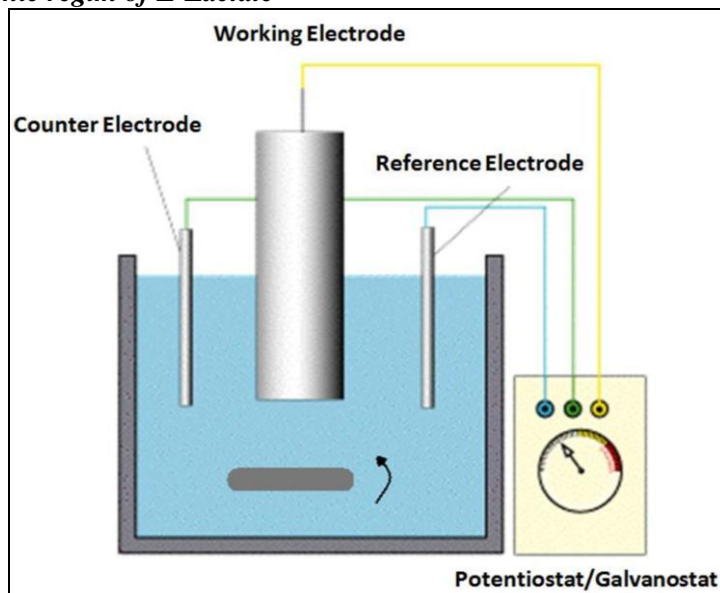 Working Electrode
Counter Electrode
Reference Electrode
Potentiostat/Galvanostat